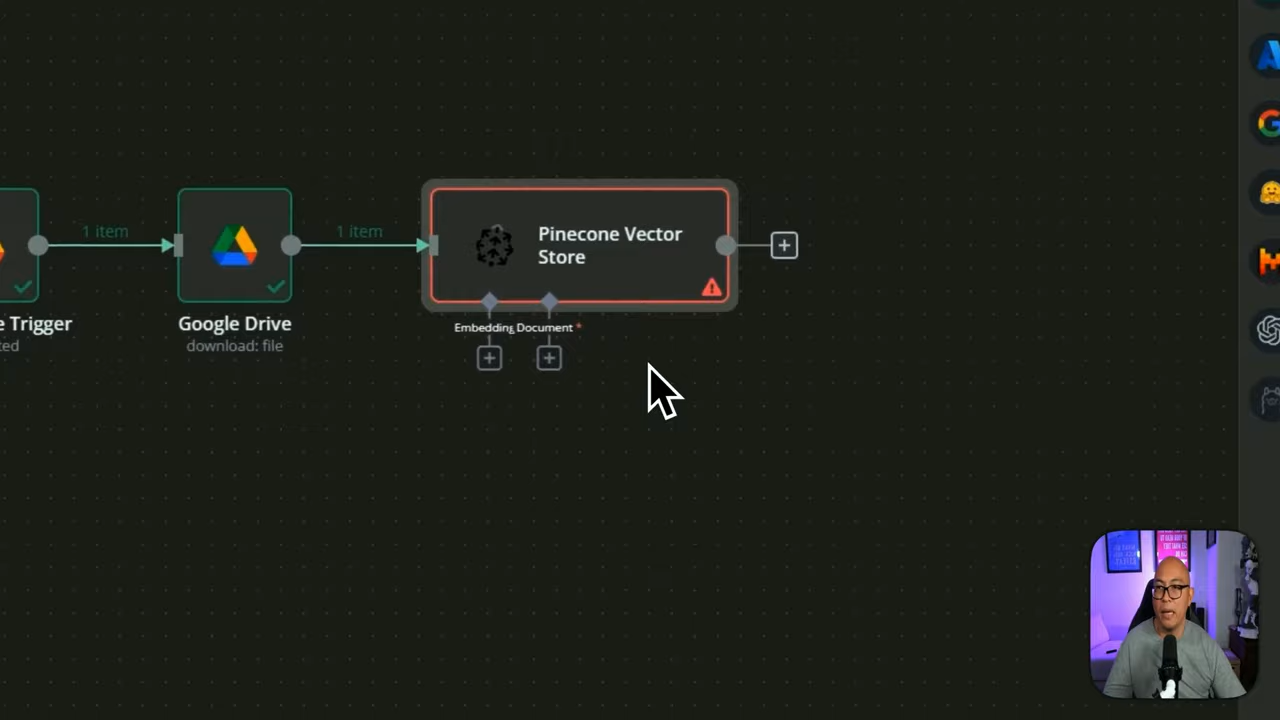 1 item
1 item
Pinecone Vector
Store
e Trigger
ted
Google Drive
download: file
Embedding
Document *